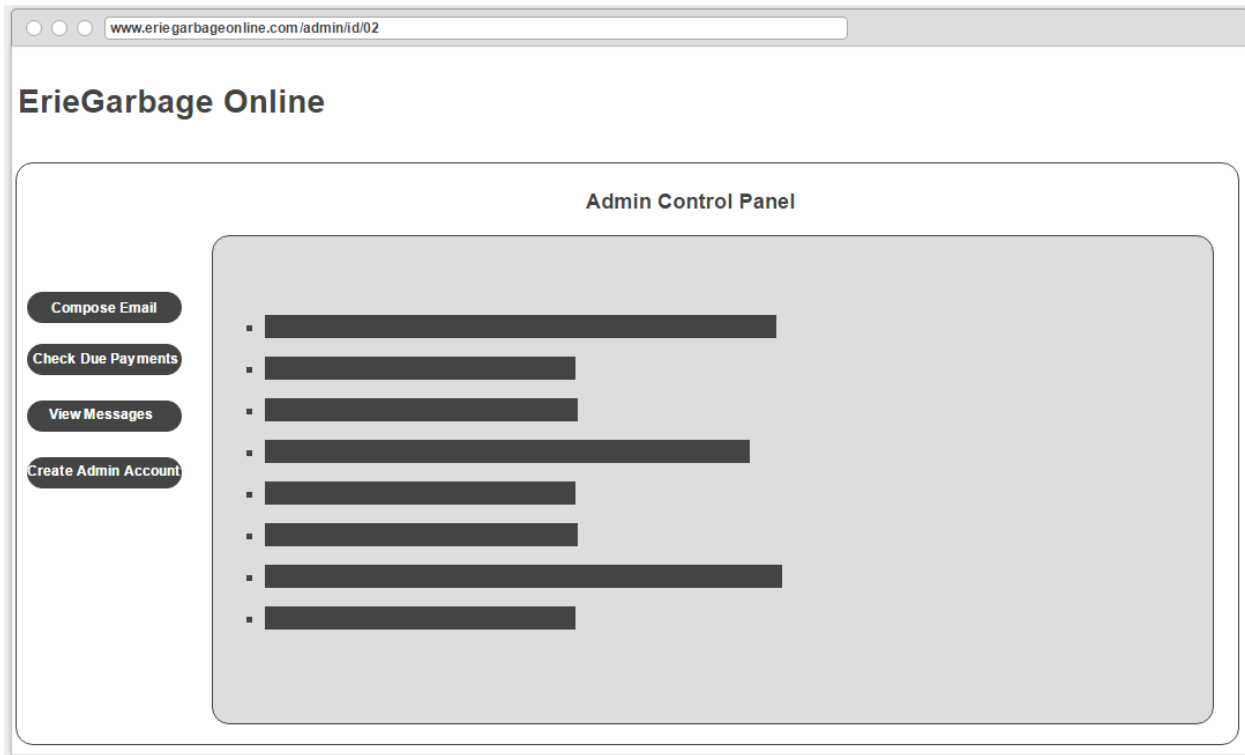 www.eriegarbageonline.com/admin/id/02
ErieGarbage Online
Admin Control Panel
Compose Email
Check Due Payments
View Messages
Create Admin Account